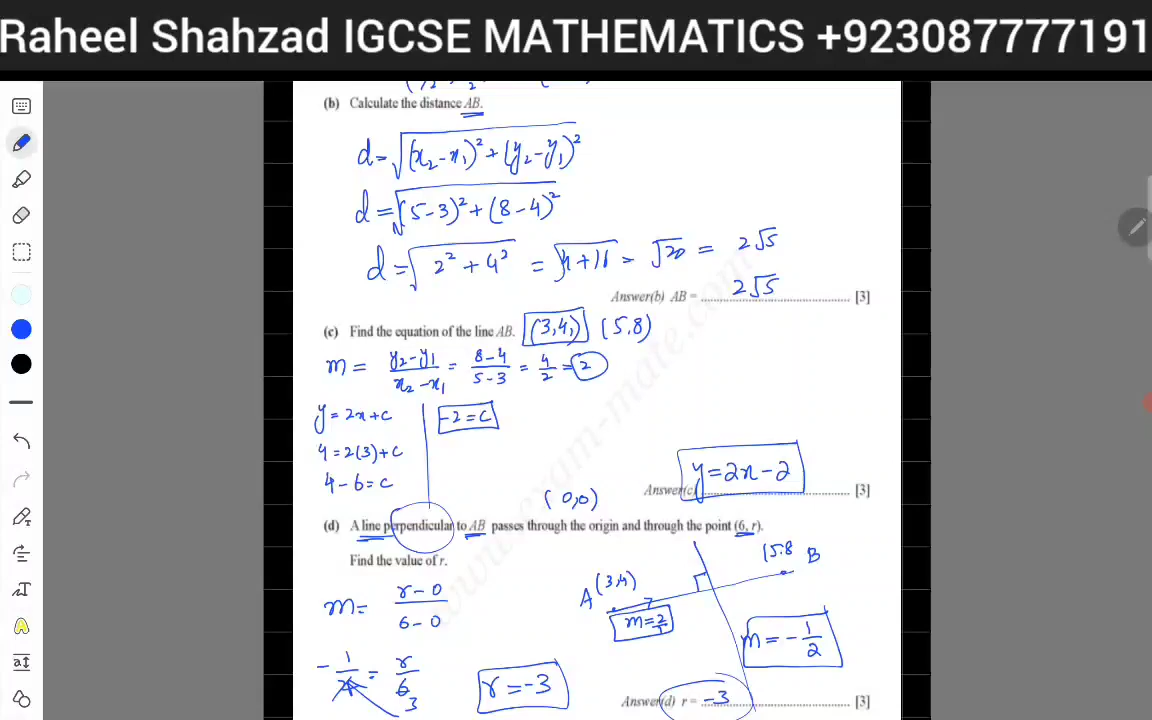 Raheel Shahzad IGCSE MATHEMATICS +923087777191
(b) Calculate the distance AB.
d = √(x₂-x₁)² + (y₂-y₁)²
d = √(5-3)² + (8-4)²
d = √2² + 4² = √4+16 = √20 = 2√5
Answer(b) AB = 2√5 [3]
(c) Find the equation of the line AB. (3,4) (5,8)
m = y₂-y₁/x₂-x₁ = 8-4/5-3 = 4/2 = 2
y = 2x + c
-2 = c
4 = 2(3) + c
4 - 6 = c
Answer(c) y = 2x - 2 [3]
(0,0)
(d) A line perpendicular to AB passes through the origin and through the point (6, r).
Find the value of r.
m = r-0/6-0
A (3,4)
(5,8 B
m = 2/1
m = -1/2
-1/2 = r/6 3
r = -3
Answer(d) r = -3 [3]
www.exam-mate.com